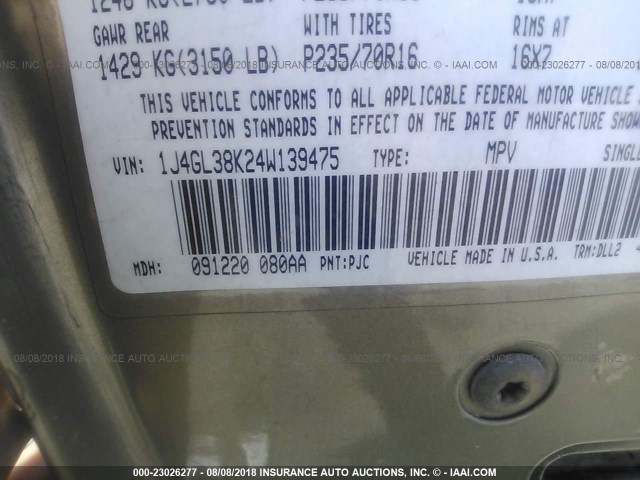 GAWR REAR WITH TIRES RIMS AT
1429 KG(3150 LB) P235/70R16 16X7
THIS VEHICLE CONFORMS TO ALL APPLICABLE FEDERAL MOTOR VEHICLE
PREVENTION STANDARDS IN EFFECT ON THE DATE OF MANUFACTURE
VIN: 1J4GL38K24W139475 TYPE: MPV SINGLE
MDH: 091220 080AA PNT:PJC VEHICLE MADE IN U.S.A. TRM:DLL2
000-23026277 - 08/08/2018 INSURANCE AUTO AUCTIONS, INC. - IAAI.COM